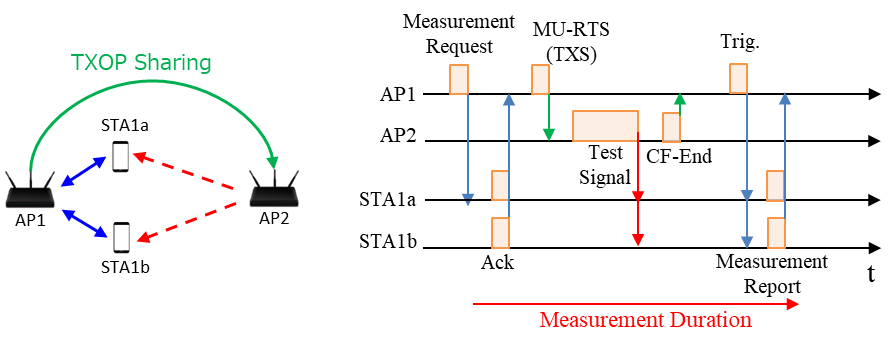 TXOP Sharing
STA1a
AP1
AP2
STA1b
Measurement
Request
MU-RTS
(TXS)
Trig.
AP1
AP2
Test
Signal
CF-End
STA1a
STA1b
Ack
Measurement
Report
t
Measurement Duration